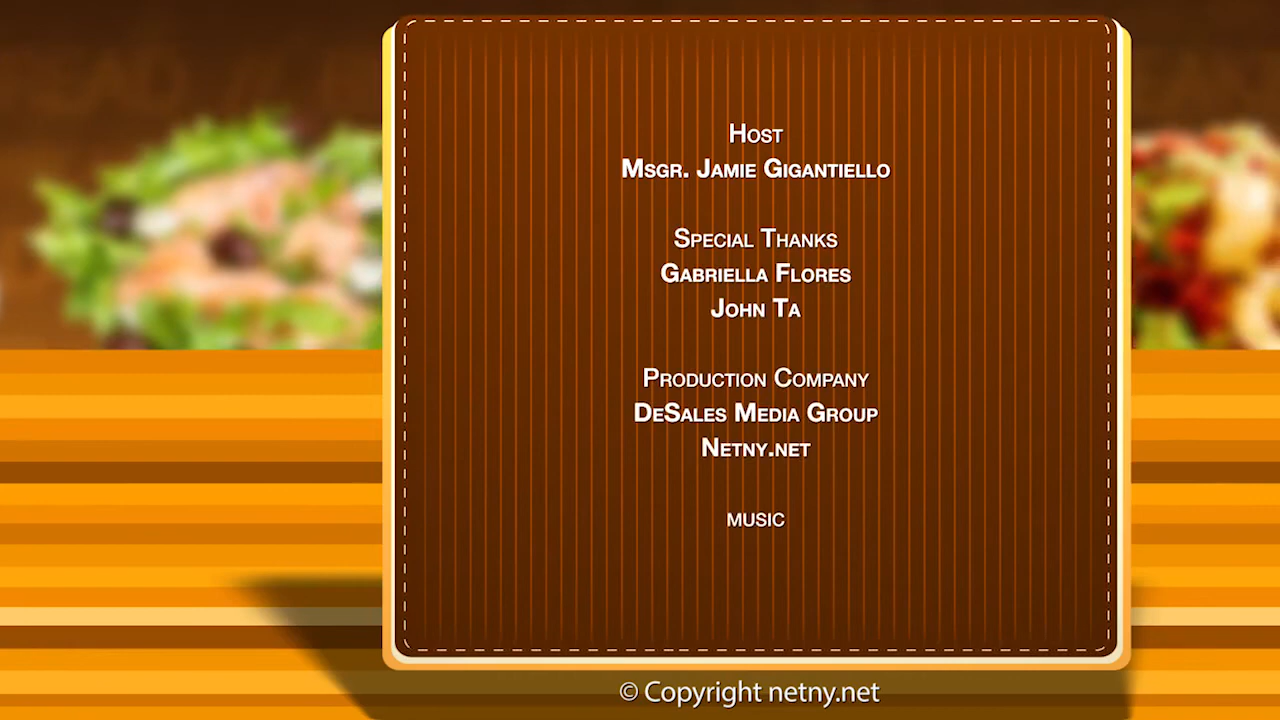 Host
Msgr. Jamie Gigantiello
Special Thanks
Gabriella Flores
John Ta
Production Company
DeSales Media Group
Netny.net
MUSIC
© Copyright netny.net